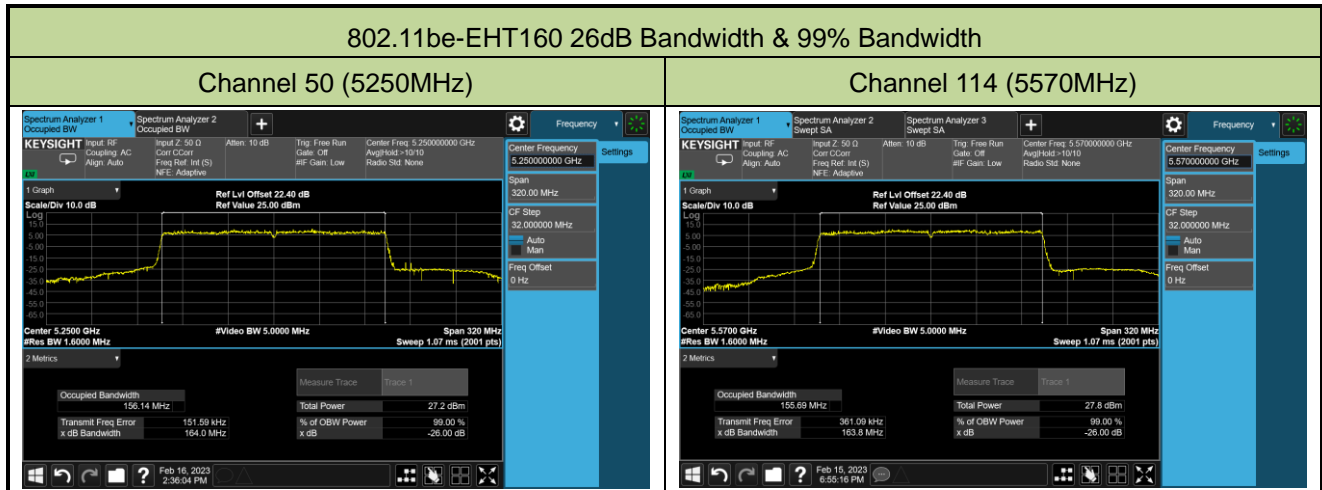 802.11be-EHT160 26dB Bandwidth & 99% Bandwidth
Channel 50 (5250MHz)
Channel 114 (5570MHz)
Spectrum Analyzer 1
Occupied BW
Spectrum Analyzer 2
Occupied BW
+
Frequency
KEYSIGHT
Input: RF
Coupling: AC
Align: Auto
Input Z: 50 Ω
Corr CCorr
Freq Ref: Int (S)
NFE: Adaptive
Atten: 10 dB
Trig: Free Run
Gate: Off
#IF Gain: Low
Center Freq: 5.250000000 GHz
Avg|Hold:>10/10
Radio Std: None
LXI
Center Frequency
5.250000000 GHz
Settings
Span
320.00 MHz
CF Step
32.000000 MHz
Auto
Man
Freq Offset
0 Hz
1 Graph
Scale/Div 10.0 dB
Ref Lvl Offset 22.40 dB
Ref Value 25.00 dBm
Log
15.0
5.00
-5.00
-15.0
-25.0
-35.0
-45.0
-55.0
-65.0
Center 5.2500 GHz
#Video BW 5.0000 MHz
Span 320 MHz
#Res BW 1.6000 MHz
Sweep 1.07 ms (2001 pts)
2 Metrics
Measure Trace
Trace 1
Occupied Bandwidth
156.14 MHz
Total Power
27.2 dBm
Transmit Freq Error
151.59 kHz
% of OBW Power
99.00 %
x dB Bandwidth
164.0 MHz
x dB
-26.00 dB
?
Feb 16, 2023
2:36:04 PM
Spectrum Analyzer 1
Occupied BW
Spectrum Analyzer 2
Swept SA
Spectrum Analyzer 3
Swept SA
+
Frequency
KEYSIGHT
Input: RF
Coupling: AC
Align: Auto
Input Z: 50 Ω
Corr CCorr
Freq Ref: Int (S)
NFE: Adaptive
Atten: 10 dB
Trig: Free Run
Gate: Off
#IF Gain: Low
Center Freq: 5.570000000 GHz
Avg|Hold:>10/10
Radio Std: None
LXI
Center Frequency
5.570000000 GHz
Settings
Span
320.00 MHz
CF Step
32.000000 MHz
Auto
Man
Freq Offset
0 Hz
1 Graph
Scale/Div 10.0 dB
Ref Lvl Offset 22.40 dB
Ref Value 25.00 dBm
Log
15.0
5.00
-5.00
-15.0
-25.0
-35.0
-45.0
-55.0
-65.0
Center 5.5700 GHz
#Video BW 5.0000 MHz
Span 320 MHz
#Res BW 1.6000 MHz
Sweep 1.07 ms (2001 pts)
2 Metrics
Measure Trace
Trace 1
Occupied Bandwidth
155.69 MHz
Total Power
27.8 dBm
Transmit Freq Error
361.09 kHz
% of OBW Power
99.00 %
x dB Bandwidth
163.8 MHz
x dB
-26.00 dB
?
Feb 15, 2023
6:55:16 PM